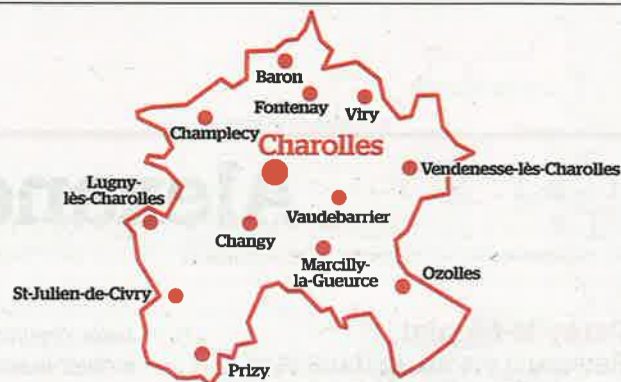 Baron
Fontenay
Viry
Champlecy
Charolles
Vendenesse-lès-Charolles
Lugny-
lès-Charolles
Vaudebarrier
Changy
Marcilly-
la-Gueurce
Ozolles
St-Julien-de-Civry
Prizy